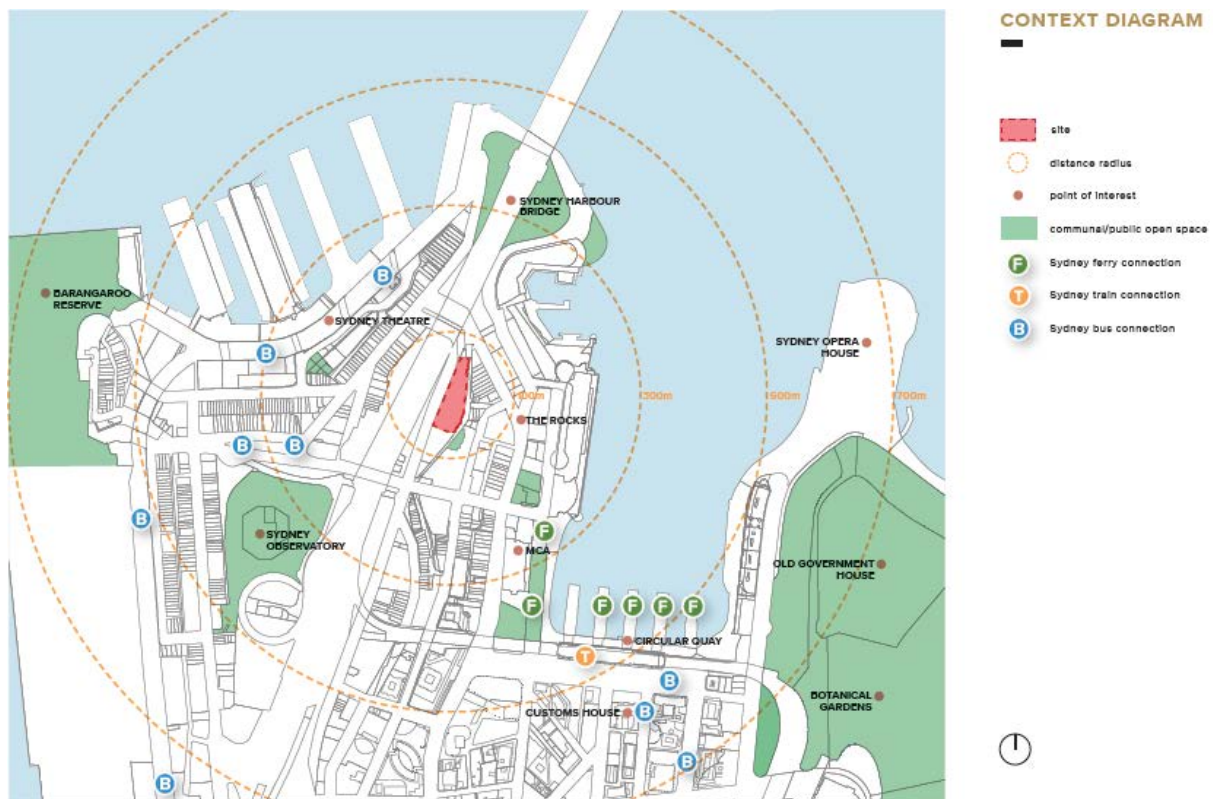 CONTEXT DIAGRAM
site
distance radius
point of interest
communal/public open space
F
Sydney ferry connection
T
Sydney train connection
B
Sydney bus connection
SYDNEY HARBOUR
BRIDGE
B
BARANGAROO
RESERVE
SYDNEY THEATRE
B
SYDNEY OPERA
HOUSE
100m
300m
500m
700m
THE ROCKS
B
B
B
SYDNEY
OBSERVATORY
F
MCA
OLD GOVERNMENT
HOUSE
F
F
F
F
F
CIRCULAR QUAY
T
B
BOTANICAL
GARDENS
CUSTOMS HOUSE
B
B
B